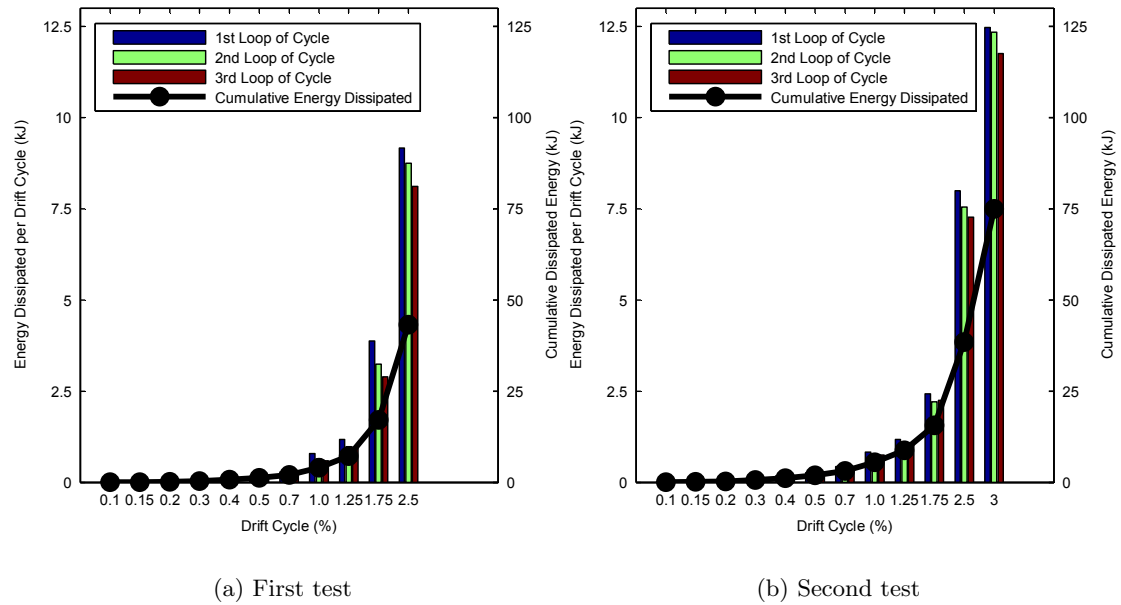 12.5
10
7.5
5
2.5
0
Energy Dissipated per Drift Cycle (kJ)
1st Loop of Cycle
2nd Loop of Cycle
3rd Loop of Cycle
Cumulative Energy Dissipated
125
100
75
50
25
0
Cumulative Dissipated Energy (kJ)
0.1 0.15 0.2 0.3 0.4 0.5 0.7 1.0 1.25 1.75 2.5
Drift Cycle (%)
(a) First test
12.5
10
7.5
5
2.5
0
Energy Dissipated per Drift Cycle (kJ)
1st Loop of Cycle
2nd Loop of Cycle
3rd Loop of Cycle
Cumulative Energy Dissipated
125
100
75
50
25
0
Cumulative Dissipated Energy (kJ)
0.1 0.15 0.2 0.3 0.4 0.5 0.7 1.0 1.25 1.75 2.5 3
Drift Cycle (%)
(b) Second test